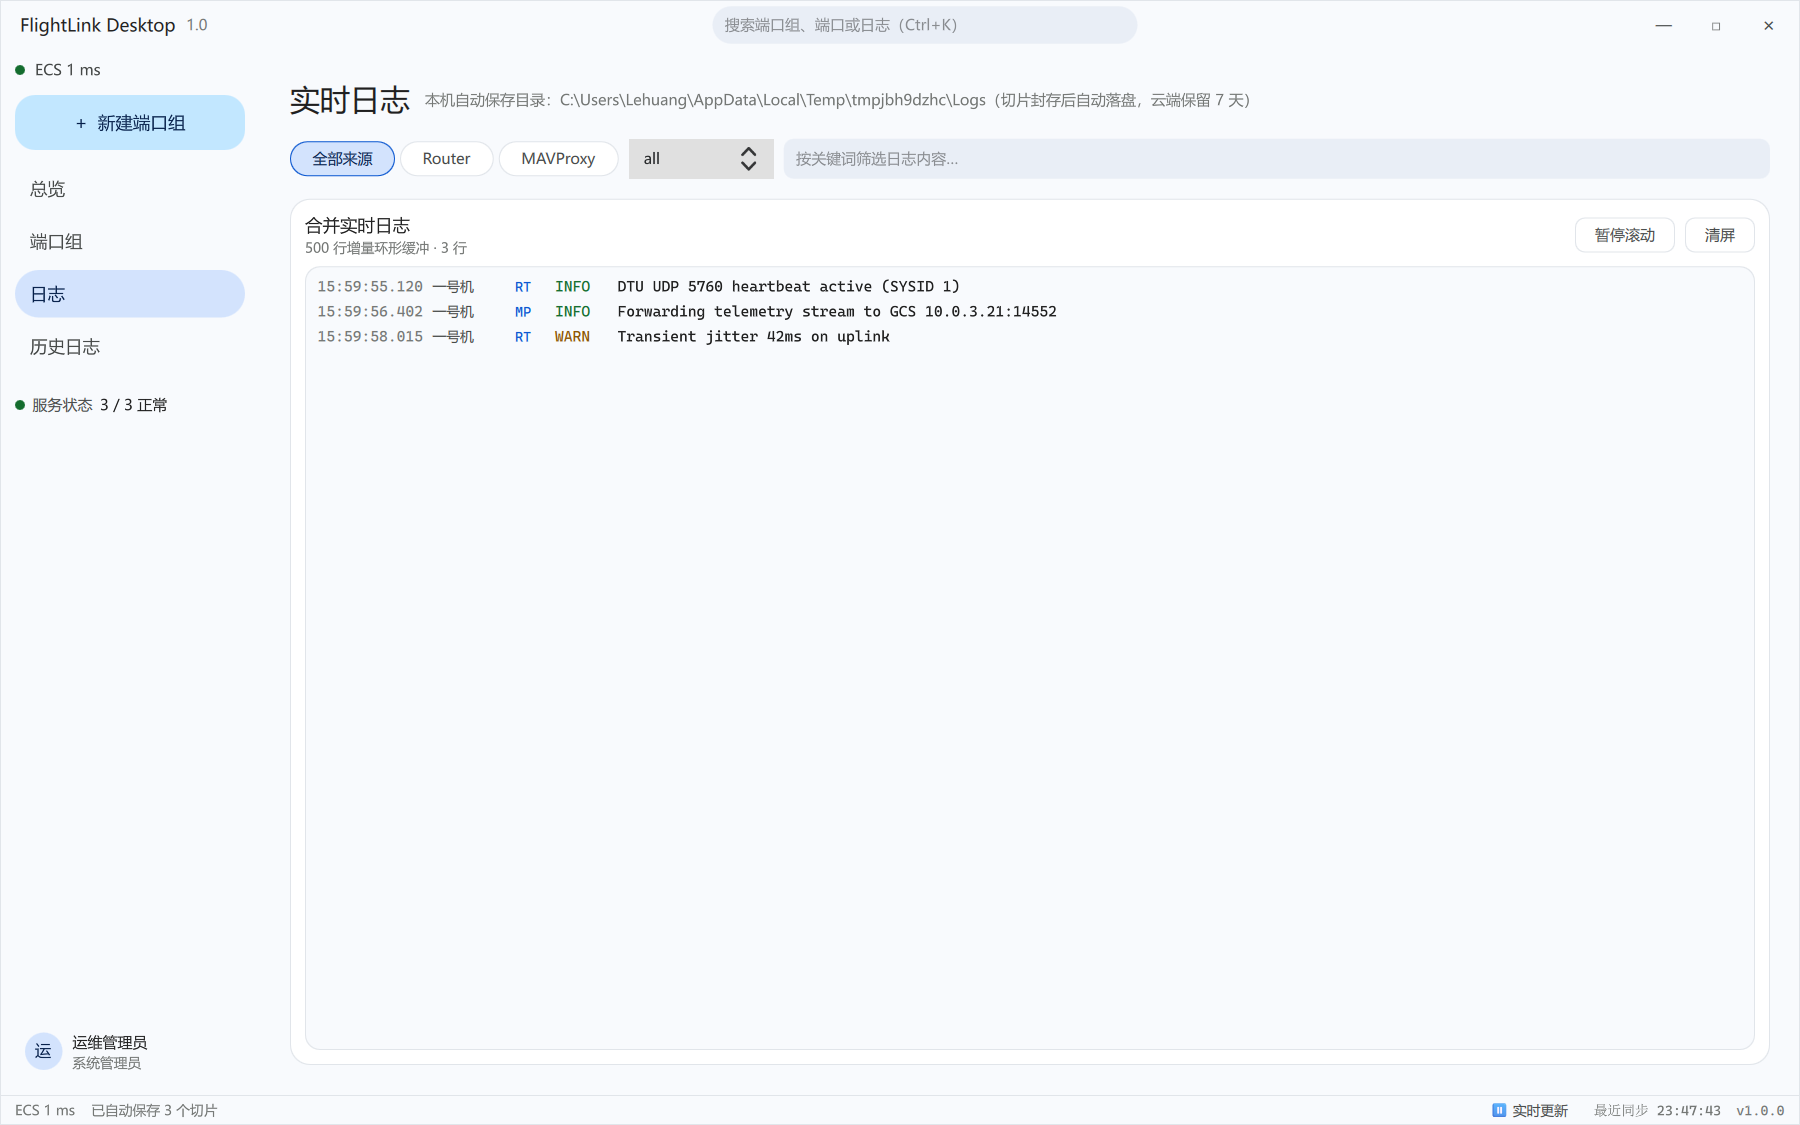 FlightLink Desktop 1.0
搜索端口组、端口或日志（Ctrl+K）
ECS 1 ms
+ 新建端口组
总览
端口组
日志
历史日志
服务状态 3 / 3 正常
实时日志 本机自动保存目录：C:\Users\Lehuang\AppData\Local\Temp\tmpjbh9dzhc\Logs（切片封存后自动落盘，云端保留 7 天）
全部来源 Router MAVProxy all 按关键词筛选日志内容...
合并实时日志
500 行增量环形缓冲 · 3 行
暂停滚动 清屏
15:59:55.120 一号机 RT INFO DTU UDP 5760 heartbeat active (SYSID 1)
15:59:56.402 一号机 MP INFO Forwarding telemetry stream to GCS 10.0.3.21:14552
15:59:58.015 一号机 RT WARN Transient jitter 42ms on uplink
运 运维管理员
系统管理员
ECS 1 ms 已自动保存 3 个切片 实时更新 最近同步 23:47:43 v1.0.0